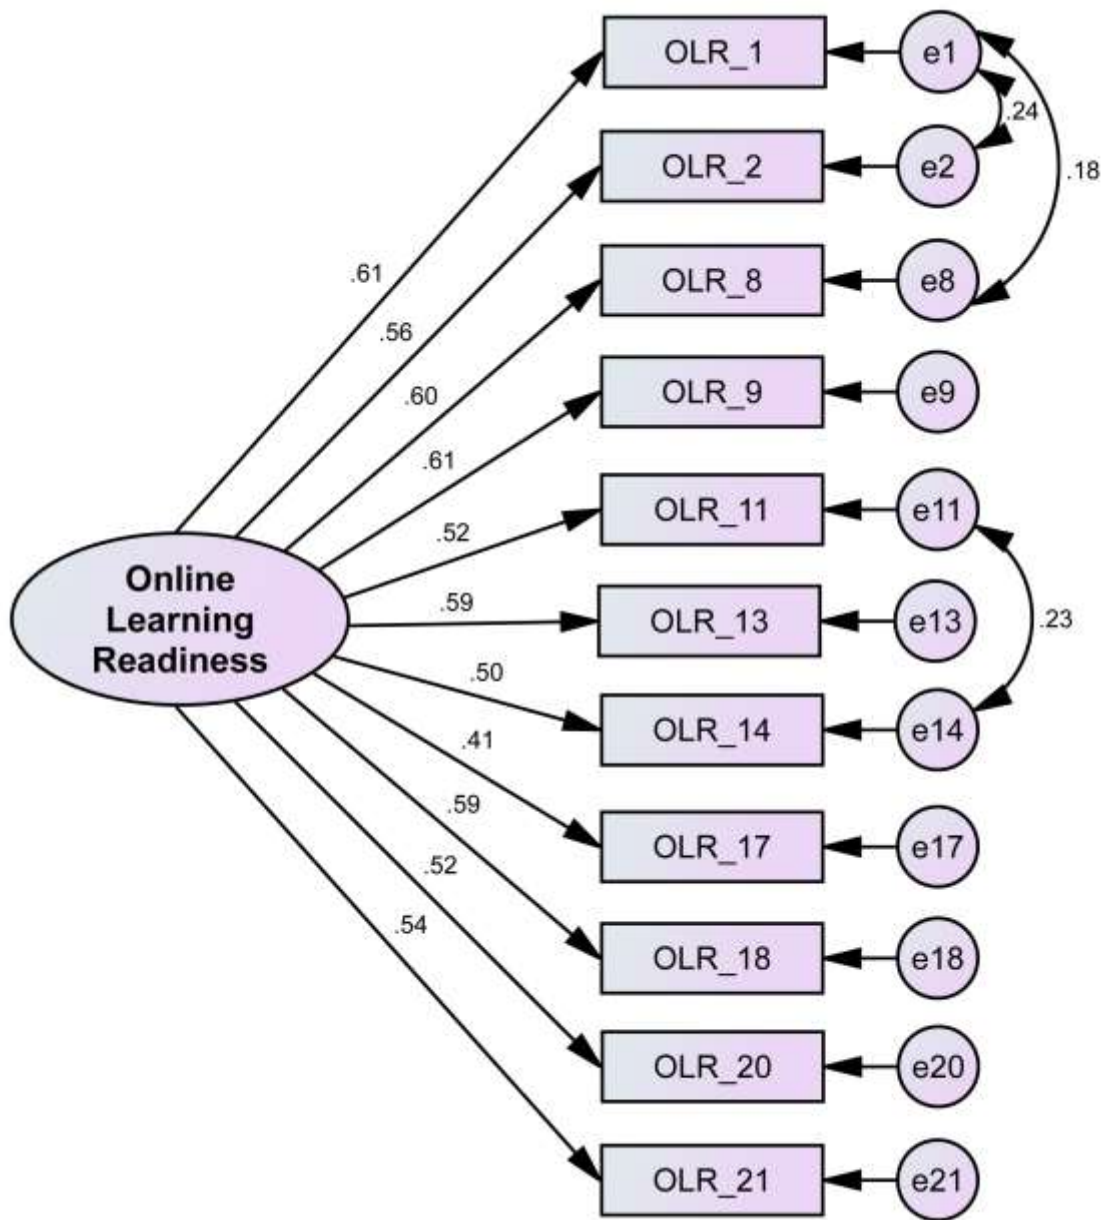 OLR_1
e1
.24
OLR_2
e2
.18
OLR_8
e8
.61
.56
.60
OLR_9
e9
.61
OLR_11
e11
.52
Online
Learning
Readiness
.59
OLR_13
e13
.23
.50
OLR_14
e14
.41
.59
OLR_17
e17
.52
.54
OLR_18
e18
OLR_20
e20
OLR_21
e21